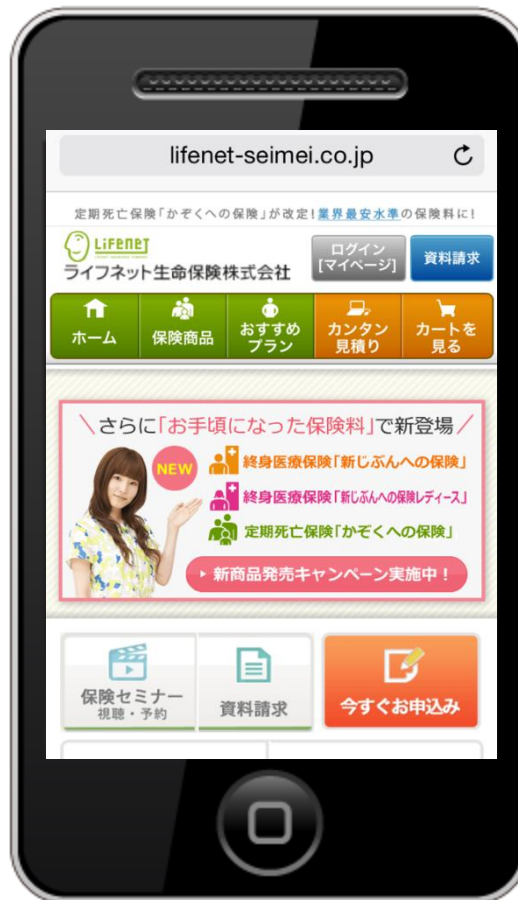 lifenet-seimei.co.jp
定期死亡保険「かぞくへの保険」が改定!業界最安水準の保険料に!
LIFENET
ライフネット生命保険株式会社
ログイン
[マイページ]
資料請求
ホーム
保険商品
おすすめ
プラン
カンタン
見積り
カートを
見る
\さらに「お手頃になった保険料」で新登場/
NEW
終身医療保険「新じぶんへの保険」
終身医療保険「新じぶんへの保険レディース」
定期死亡保険「かぞくへの保険」
新商品発売キャンペーン実施中!
保険セミナー
視聴・予約
資料請求
今すぐお申込み